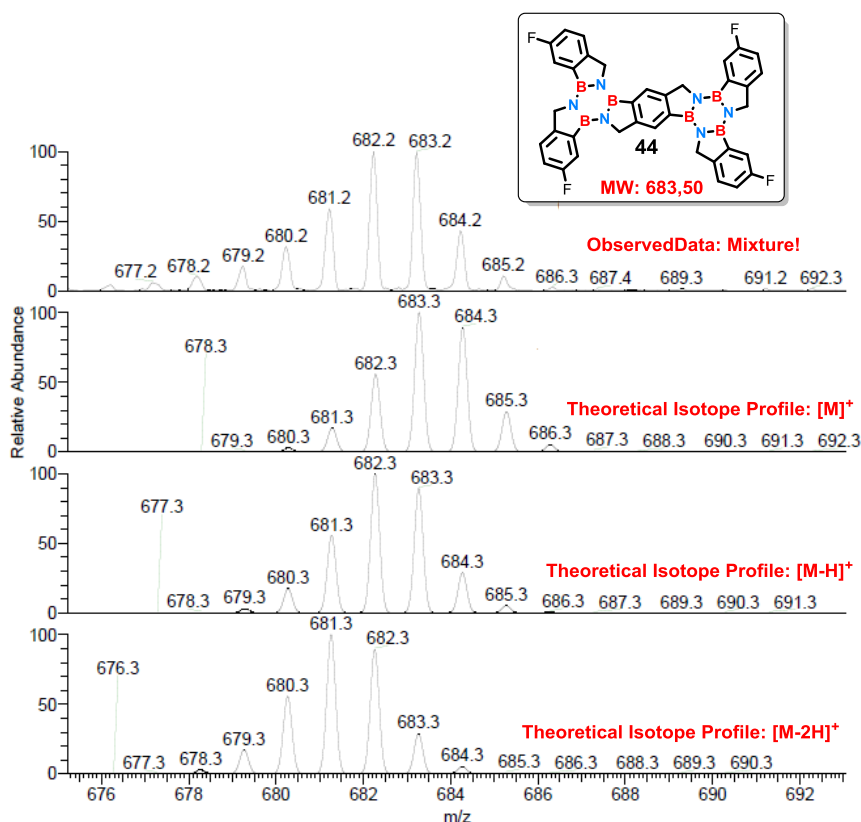 F
F
B N
N B
B N
N B
B N
N B
44
F
F
MW: 683,50
682.2 683.2
100
681.2
ObservedData: Mixture!
50
680.2
684.2
677.2 678.2 679.2
685.2 686.3 687.4 689.3 691.2 692.3
0
683.3
100
684.3
678.3
682.3
50
Theoretical Isotope Profile: [M]+
685.3
681.3
679.3 680.3
686.3 687.3 688.3 690.3 691.3 692.3
0
Relative Abundance
682.3
100
683.3
677.3
681.3
50
Theoretical Isotope Profile: [M-H]+
684.3
680.3
678.3 679.3
685.3 686.3 687.3 689.3 690.3 691.3
0
681.3
100
682.3
676.3
680.3
50
Theoretical Isotope Profile: [M-2H]+
683.3
679.3
677.3 678.3
684.3 685.3 686.3 688.3 689.3 690.3
0
676 678 680 682 684 686 688 690 692
m/z